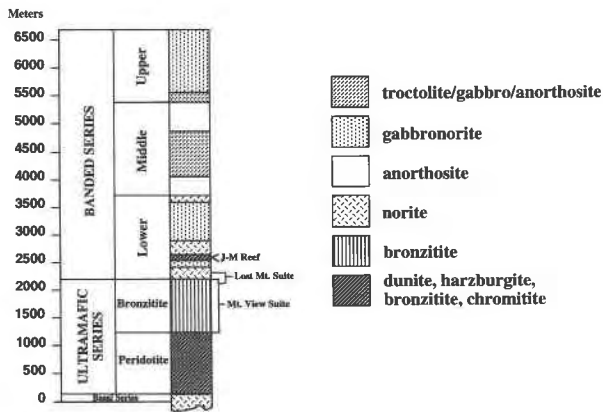 Meters
6500
6000
5500
5000
4500
4000
3500
3000
2500
2000
1500
1000
500
0
BANDED SERIES
ULTRAMAFIC
SERIES
Upper
Middle
Lower
Bronzitite
Peridotite
Basal Series
J-M Reef
Lost Mt. Suite
Mt. View Suite
troctolite/gabbro/anorthosite
gabbronorite
anorthosite
norite
bronzitite
dunite, harzburgite,
bronzitite, chromitite